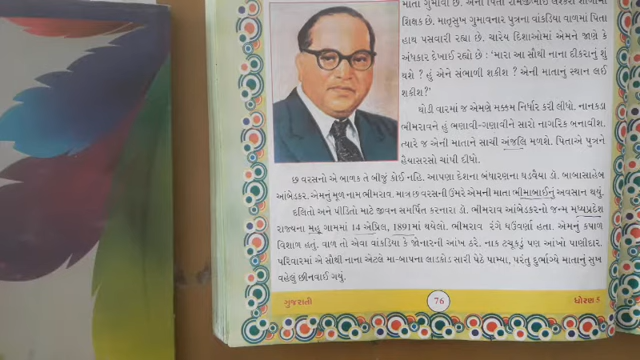 માતા ગુમાવી છે. એના પિતા રામજીભાઈ લશ્કરી શાળામાં
શિક્ષક છે. માતૃસુખ ગુમાવનાર પુત્રના વાંકડિયા વાળમાં પિતા
હાથ પસવારી રહ્યા છે. ચારેય દિશાઓમાં એમને જાણે કે
અંધકાર દેખાઈ રહ્યો છે : 'મારા આ સૌથી નાના દીકરાનું શું
થશે ? હું એને સંભાળી શકીશ ? એની માતાનું સ્થાન લઈ
શકીશ?'
થોડી વારમાં જ એમણે મક્કમ નિર્ધાર કરી લીધો. નાનકડા
ભીમરાવને હું ભણાવી-ગણાવીને સારો નાગરિક બનાવીશ.
ત્યારે જ એની માતાને સાચી અંજલિ મળશે. પિતાએ પુત્રને
હૈયાસરસો ચાંપી દીધો.
છ વરસનો એ બાળક તે બીજું કોઈ નહિ. આપણા દેશના બંધારણના ઘડવૈયા ડો. બાબાસાહેબ
આંબેડકર. એમનું મૂળ નામ ભીમરાવ. માત્ર છ વરસની ઉંમરે એમની માતા ભીમાબાઈનું અવસાન થયું.
દલિતો અને પીડિતો માટે જીવન સમર્પિત કરનારા ડો. ભીમરાવ આંબેડકરનો જન્મ મધ્યપ્રદેશ
રાજ્યના મહૂ ગામમાં 14 એપ્રિલ, 1891માં થયેલો. ભીમરાવ રંગે ઘઉંવર્ણા હતા. એમનું કપાળ
વિશાળ હતું. વાળ તો એવા વાંકડિયા કે જોનારની આંખ ઠરે. નાક ટચૂકડું પણ આંખો પાણીદાર.
પરિવારમાં એ સૌથી નાના એટલે મા-બાપના લાડકોડ સારી પેઠે પામ્યા, પરંતુ દુર્ભાગ્યે માતાનું સુખ
વહેલું છીનવાઈ ગયું.
ગુજરાતી 76 ધોરણ ૬